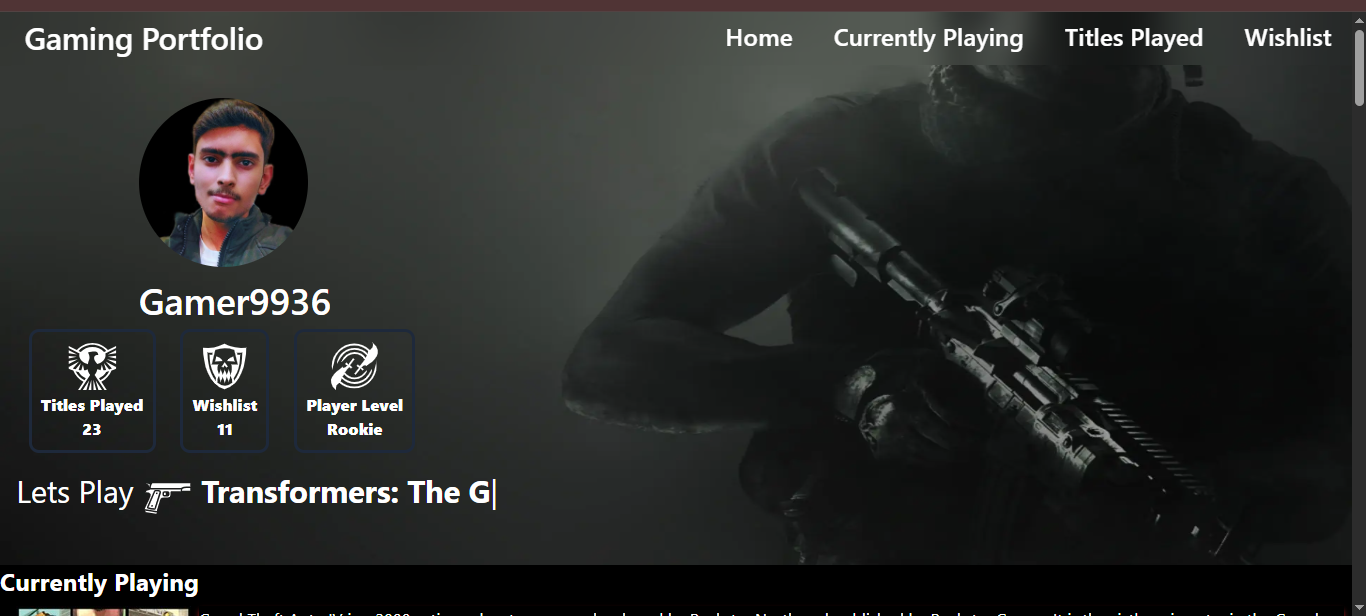 Gaming Portfolio
Home Currently Playing Titles Played Wishlist
Gamer9936
Titles Played
23
Wishlist
11
Player Level
Rookie
Lets Play Transformers: The G|
Currently Playing